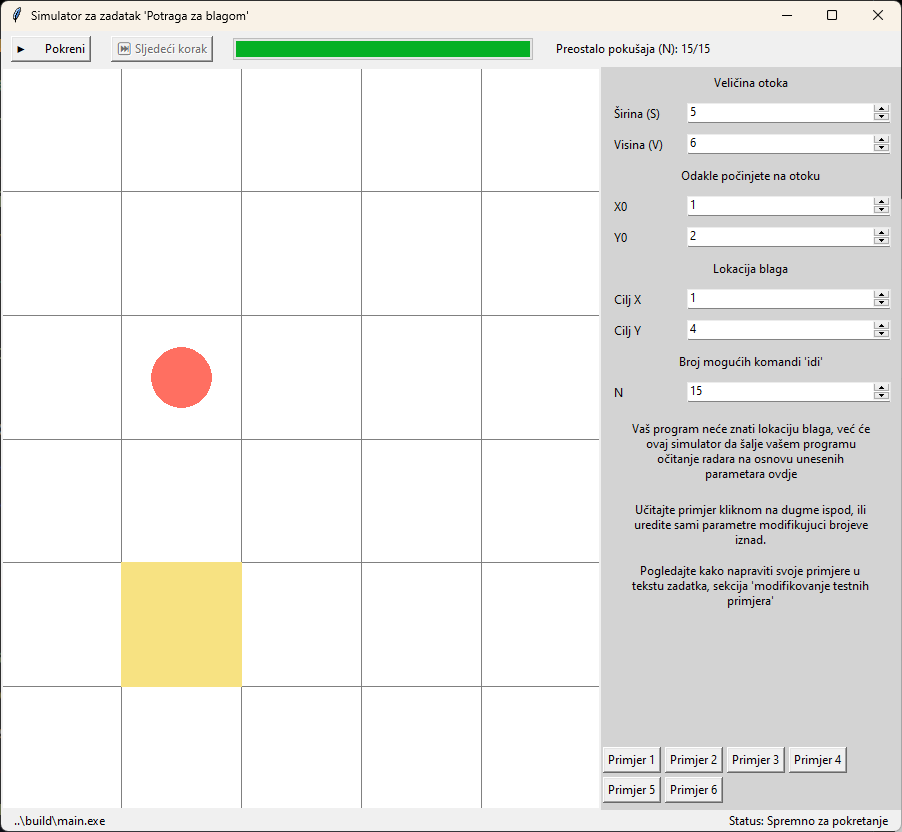 Simulator za zadatak 'Potraga za blagom'
Pokreni
Sljedeći korak
Preostalo pokušaja (N): 15/15
Veličina otoka
Širina (S)
5
Visina (V)
6
Odakle počinjete na otoku
X0
1
Y0
2
Lokacija blaga
Cilj X
1
Cilj Y
4
Broj mogućih komandi 'idi'
N
15
Vaš program neće znati lokaciju blaga, već će
ovaj simulator da šalje vašem programu
očitanje radara na osnovu unesenih
parametara ovdje
Učitajte primjer kliknom na dugme ispod, ili
uredite sami parametre modifikujuci brojeve
iznad.
Pogledajte kako napraviti svoje primjere u
tekstu zadatka, sekcija 'modifikovanje testnih
primjera'
Primjer 1
Primjer 2
Primjer 3
Primjer 4
Primjer 5
Primjer 6
..\build\main.exe
Status: Spremno za pokretanje